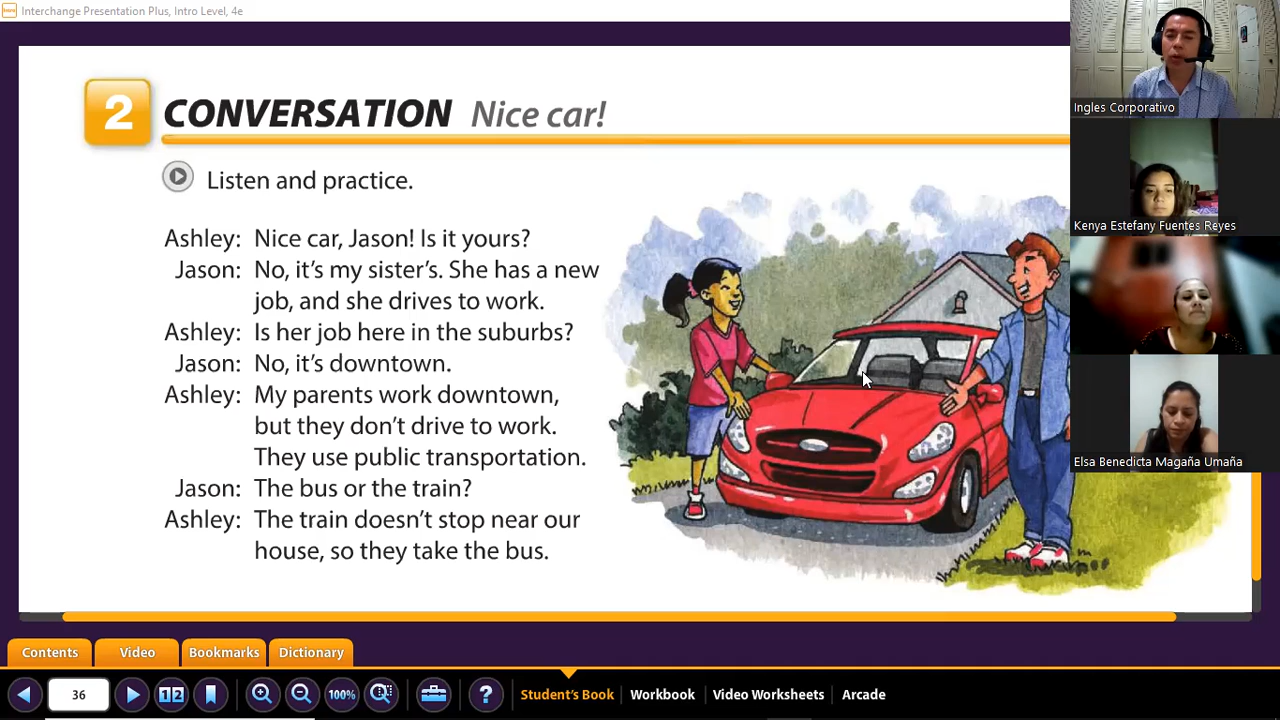 Interchange Presentation Plus, Intro Level, 4e
2 CONVERSATION Nice car!
Listen and practice.
Ashley: Nice car, Jason! Is it yours?
Jason: No, it's my sister's. She has a new
job, and she drives to work.
Ashley: Is her job here in the suburbs?
Jason: No, it's downtown.
Ashley: My parents work downtown,
but they don't drive to work.
They use public transportation.
Jason: The bus or the train?
Ashley: The train doesn't stop near our
house, so they take the bus.
Ingles Corporativo
Kenya Estefany Fuentes Reyes
Elsa Benedicta Magaña Umaña
Contents Video Bookmarks Dictionary
36 1 2 100% ? Student's Book Workbook Video Worksheets Arcade